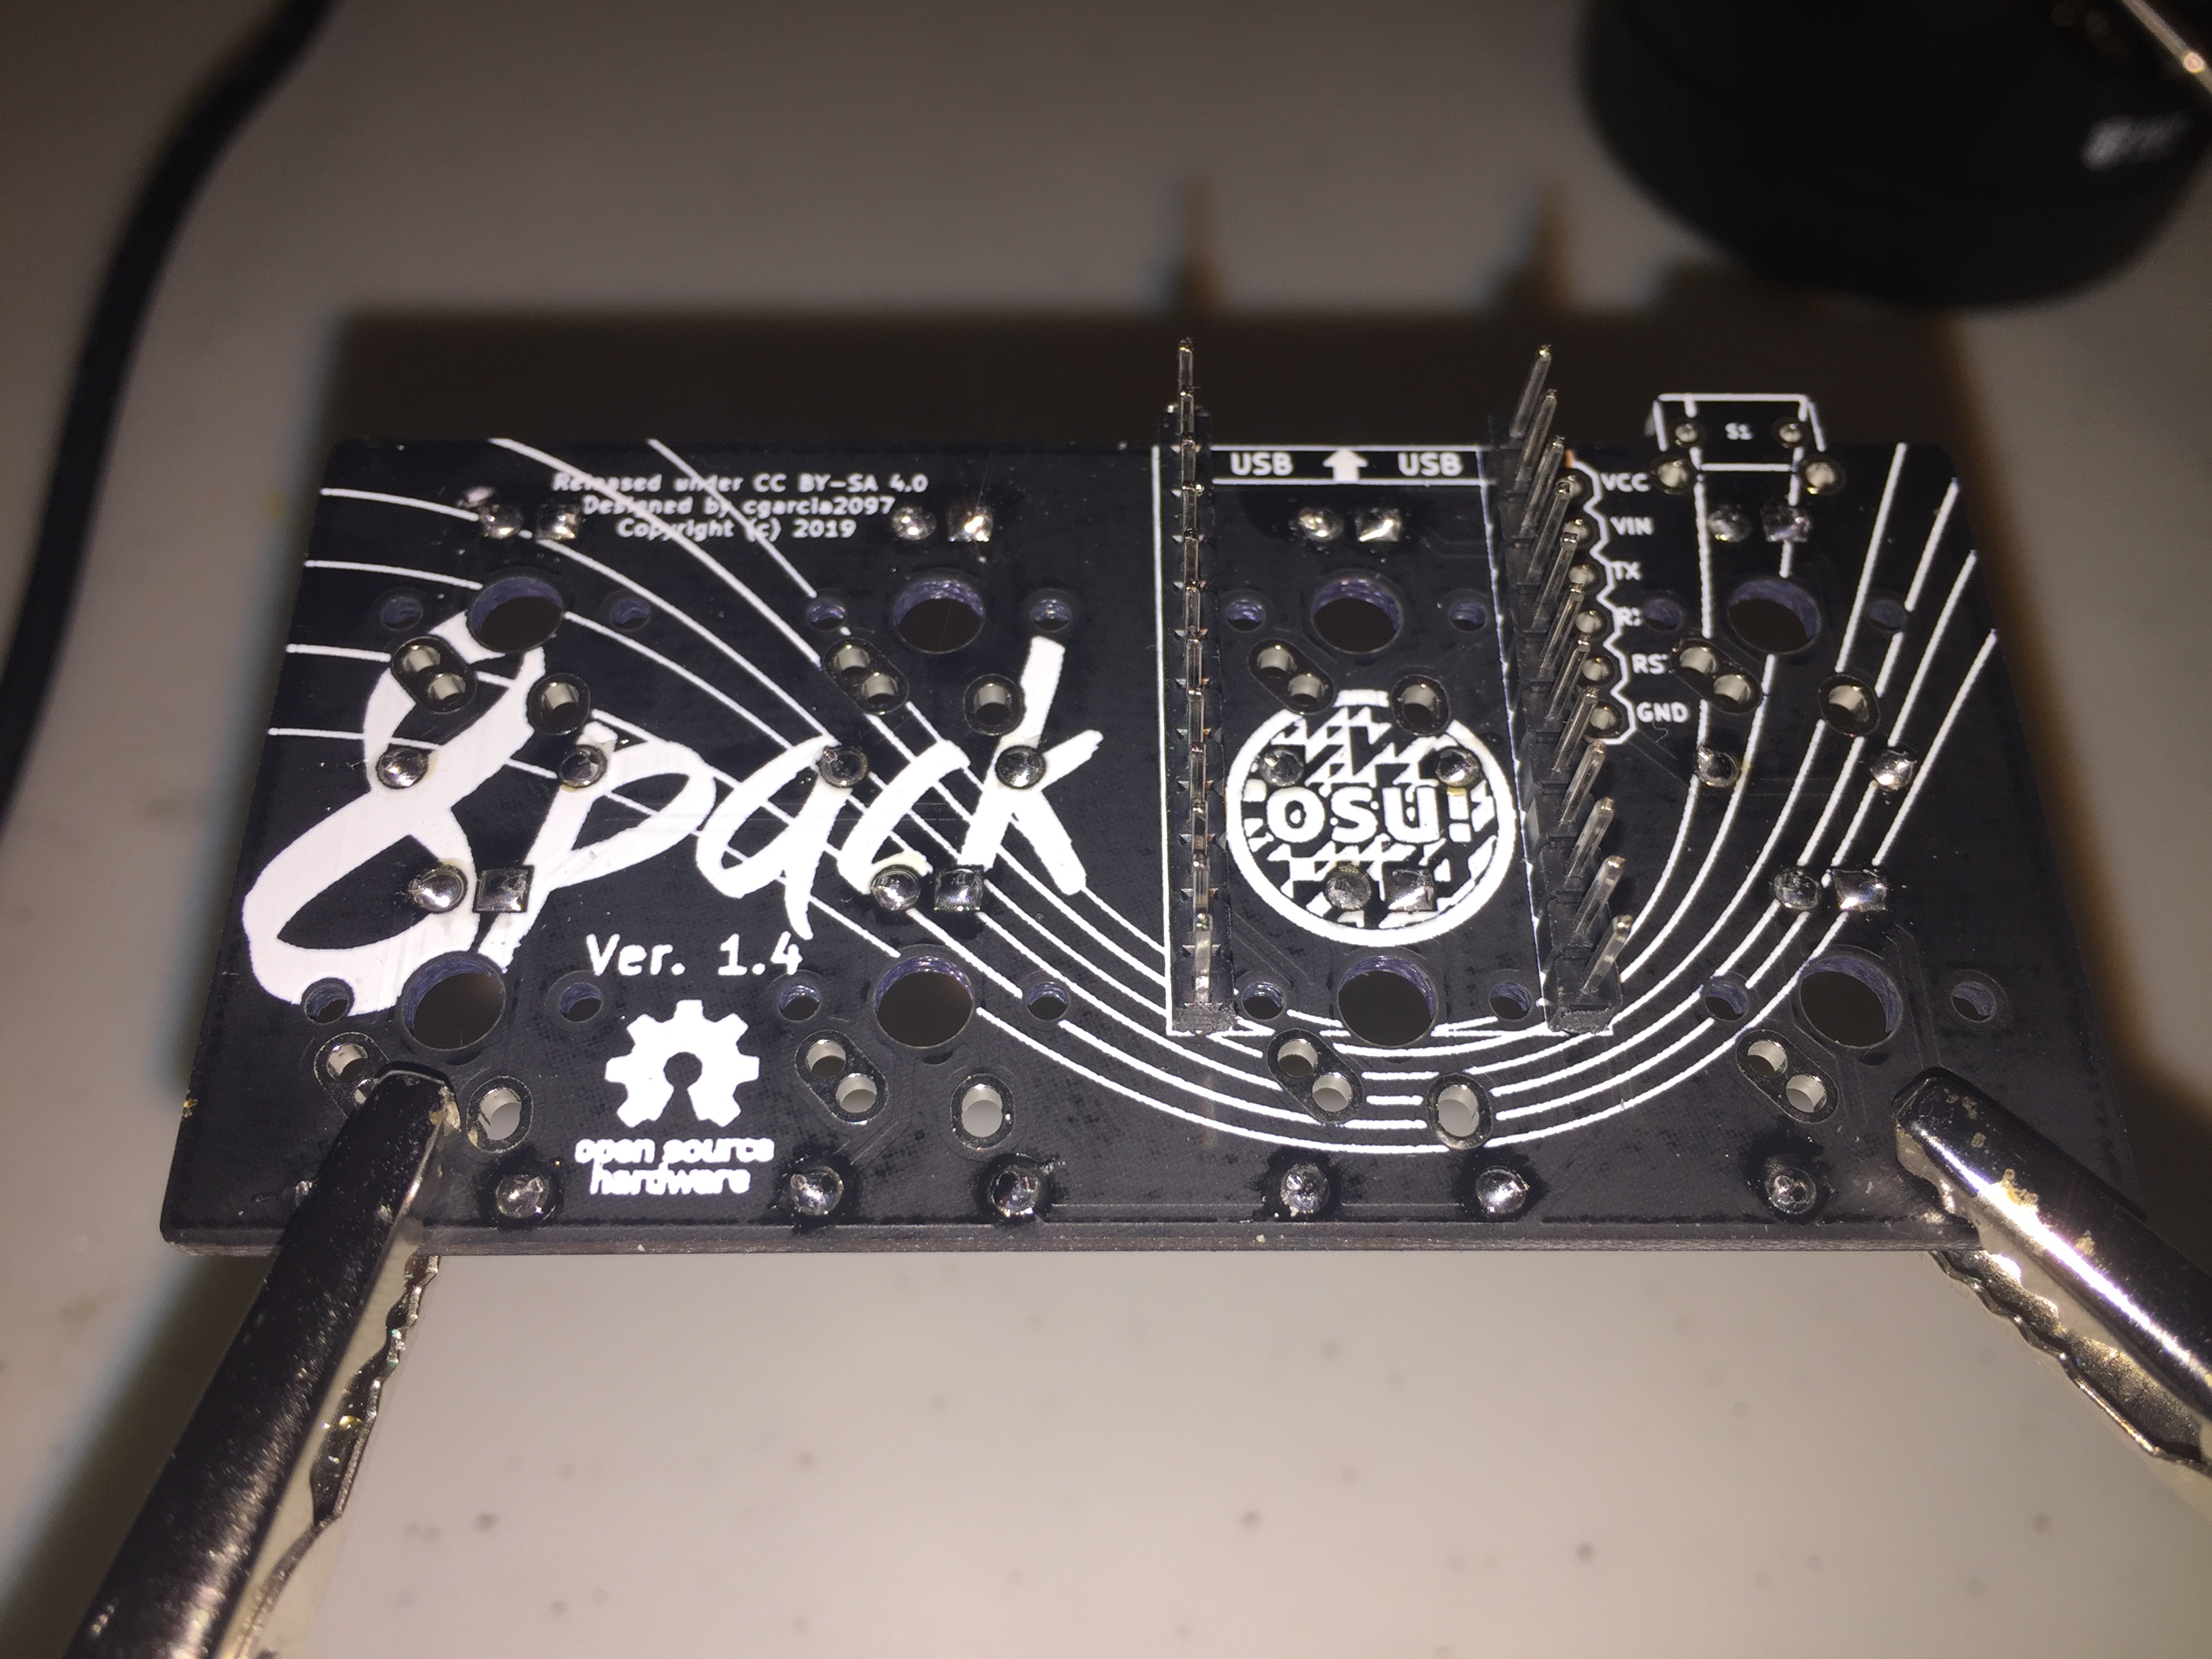 Released under CC BY-SA 4.0
Designed by cgarcia2097
Copyright (c) 2019
USB USB
S1
VCC
VIN
TX
RST
GND
8pack
osu!
Ver. 1.4
open source
hardware